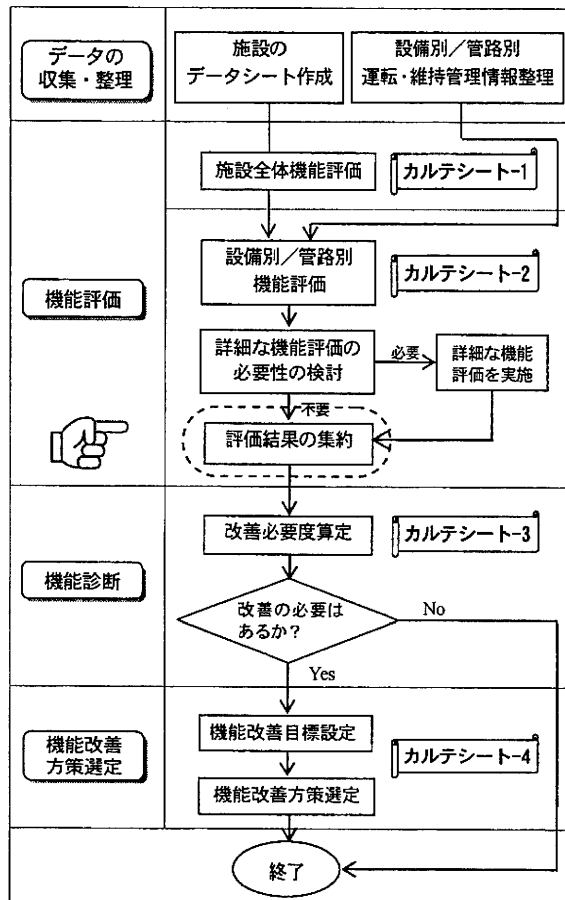 データの
収集・整理
施設の
データシート作成
設備別／管路別
運転・維持管理情報整理
施設全体機能評価
カルテシート-1
機能評価
設備別／管路別
機能評価
カルテシート-2
詳細な機能評価の
必要性の検討
必要
詳細な機能
評価を実施
不要
評価結果の集約
機能診断
改善必要度算定
カルテシート-3
改善の必要は
あるか？
No
Yes
機能改善
方策選定
機能改善目標設定
カルテシート-4
機能改善方策選定
終了